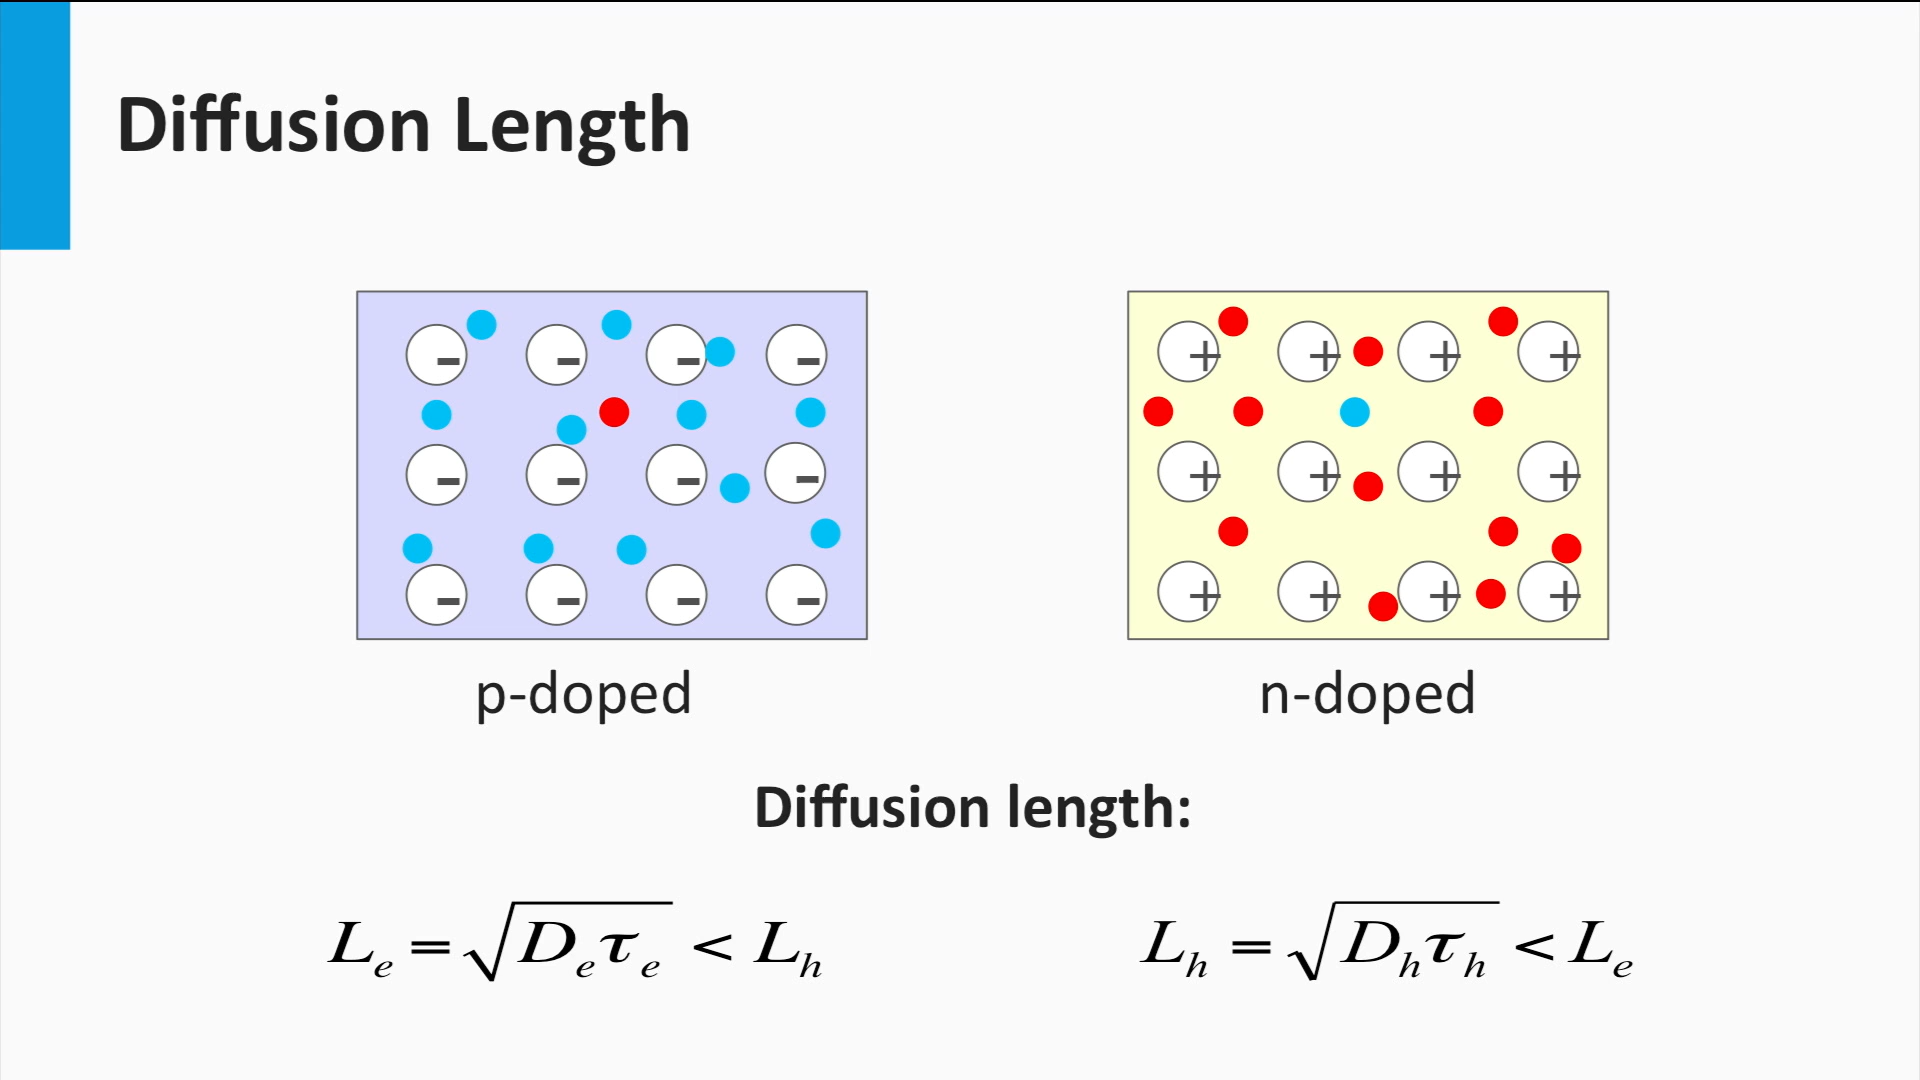 Diffusion Length
- - - -
- - - -
- - - -
+ + + +
+ + + +
+ + + +
p-doped
n-doped
Diffusion length:
L_e = √(D_e τ_e) < L_h
L_h = √(D_h τ_h) < L_e